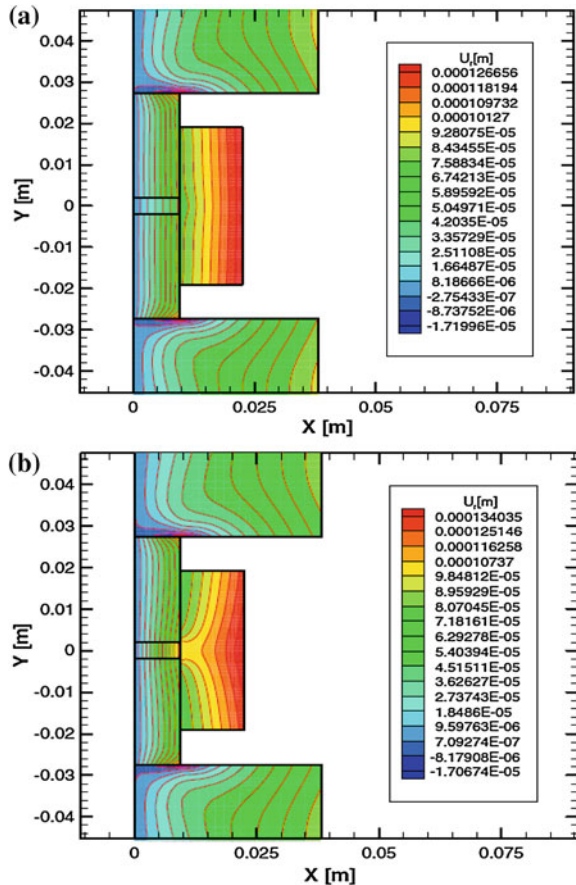 (a)
0.04
0.03
0.02
0.01
0
-0.01
-0.02
-0.03
-0.04
Y [m]
0
0.025
0.05
0.075
X [m]
Ur[m]
0.000126656
0.000118194
0.000109732
0.00010127
9.28075E-05
8.43455E-05
7.58834E-05
6.74213E-05
5.89592E-05
5.04971E-05
4.2035E-05
3.35729E-05
2.51108E-05
1.66487E-05
8.18666E-06
-2.75433E-07
-8.73752E-06
-1.71996E-05
(b)
0.04
0.03
0.02
0.01
0
-0.01
-0.02
-0.03
-0.04
Y [m]
0
0.025
0.05
0.075
X [m]
Ur[m]
0.000134035
0.000125146
0.000116258
0.00010737
9.84812E-05
8.95929E-05
8.07045E-05
7.18161E-05
6.29278E-05
5.40394E-05
4.51511E-05
3.62627E-05
2.73743E-05
1.8486E-05
9.59763E-06
7.09274E-07
-8.17908E-06
-1.70674E-05